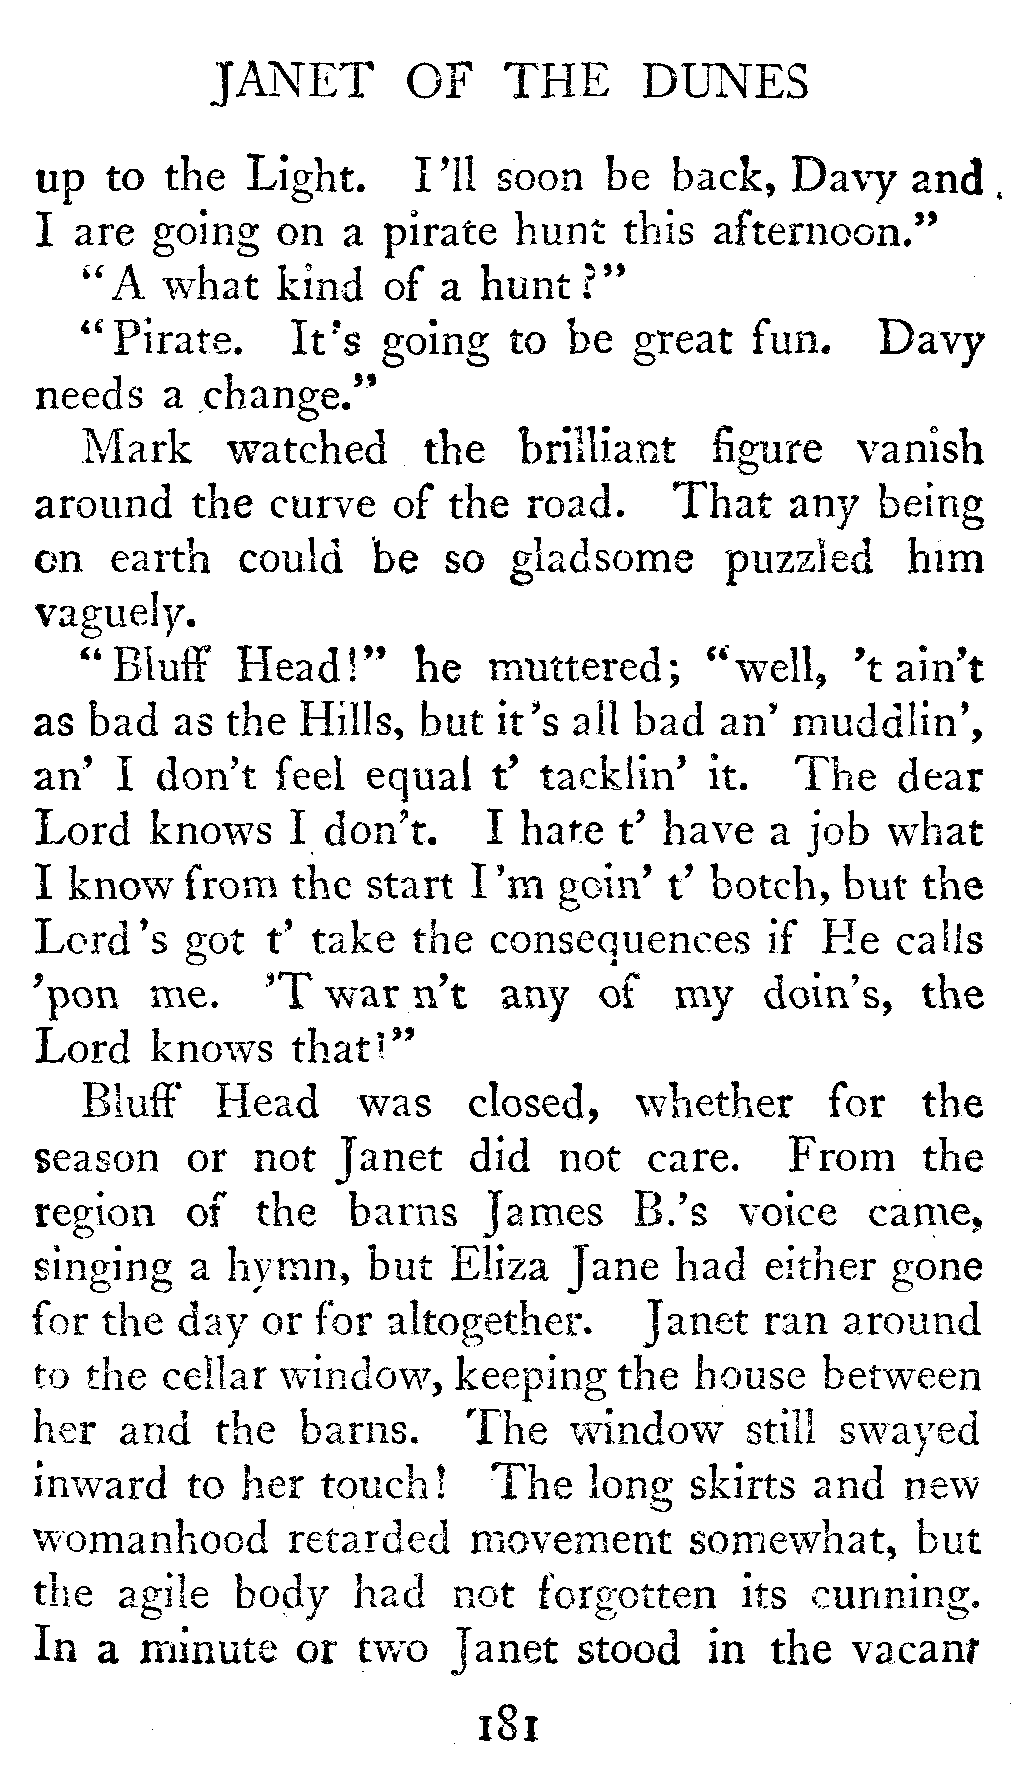 JANET OF THE DUNES
up to the Light. I'll soon be back, Davy and
I are going on a pirate hunt this afternoon."
"A what kind of a hunt?"
"Pirate. It's going to be great fun. Davy
needs a change."
Mark watched the brilliant figure vanish
around the curve of the road. That any being
on earth could be so gladsome puzzled him
vaguely.
"Bluff Head!" he muttered; "well, 't ain't
as bad as the Hills, but it's all bad an' muddlin',
an' I don't feel equal t' tacklin' it. The dear
Lord knows I don't. I hate t' have a job what
I know from the start I'm goin' t' botch, but the
Lord's got t' take the consequences if He calls
'pon me. 'T war n't any of my doin's, the
Lord knows that!"
Bluff Head was closed, whether for the
season or not Janet did not care. From the
region of the barns James B.'s voice came,
singing a hymn, but Eliza Jane had either gone
for the day or for altogether. Janet ran around
to the cellar window, keeping the house between
her and the barns. The window still swayed
inward to her touch! The long skirts and new
womanhood retarded movement somewhat, but
the agile body had not forgotten its cunning.
In a minute or two Janet stood in the vacant
181